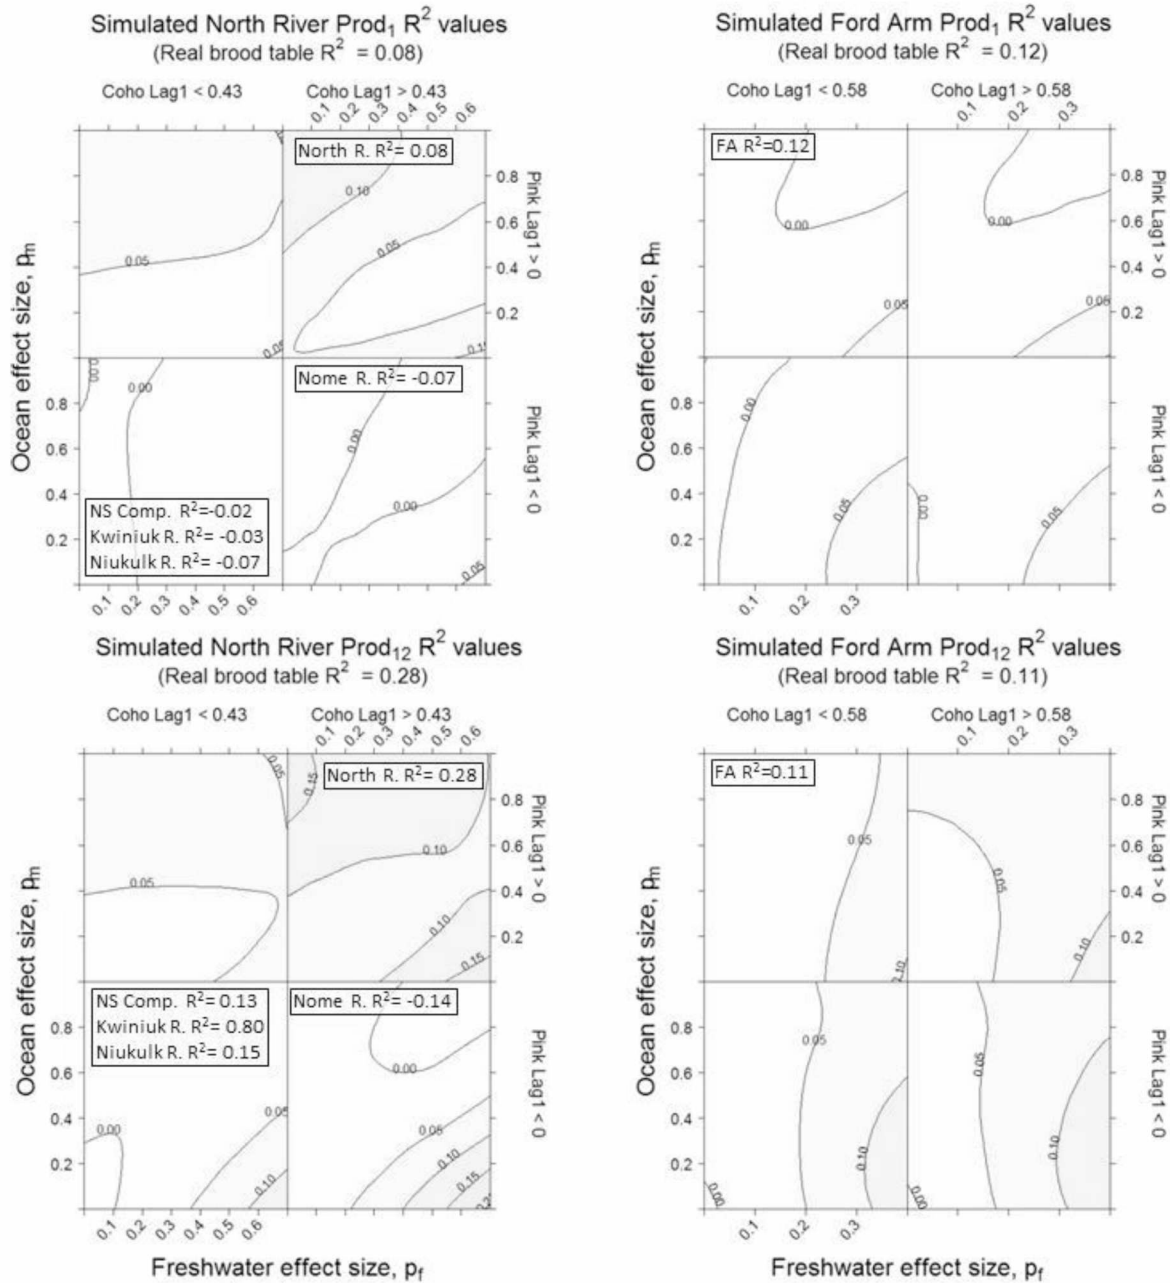 Simulated North River Prod₁ R² values
(Real brood table R² = 0.08)
Coho Lag1 < 0.43
Coho Lag1 > 0.43
0.1 0.2 0.3 0.4 0.5 0.6
North R. R²= 0.08
0.10
0.05
0.05
0.05
0.8
0.6
0.4
0.2
Pink Lag1 > 0
Ocean effect size, pₘ
0.00
0.8
0.6
0.4
0.2
Nome R. R²= -0.07
0.00
0.00
0.00
0.05
NS Comp. R²=-0.02
Kwiniuk R. R²= -0.03
Niukulk R. R²= -0.07
Pink Lag1 < 0
0.1 0.2 0.3 0.4 0.5 0.6
Simulated Ford Arm Prod₁ R² values
(Real brood table R² = 0.12)
Coho Lag1 < 0.58
Coho Lag1 > 0.58
0.1 0.2 0.3
FA R²=0.12
0.00
0.00
0.05
0.05
0.8
0.6
0.4
0.2
Pink Lag1 > 0
Ocean effect size, pₘ
0.8
0.6
0.4
0.2
0.00
0.05
0.00
0.05
Pink Lag1 < 0
0.1 0.2 0.3
Simulated North River Prod₁₂ R² values
(Real brood table R² = 0.28)
Coho Lag1 < 0.43
Coho Lag1 > 0.43
0.1 0.2 0.3 0.4 0.5 0.6
0.05
0.15
North R. R²= 0.28
0.10
0.05
0.10
0.15
0.8
0.6
0.4
0.2
Pink Lag1 > 0
Ocean effect size, pₘ
0.8
0.6
0.4
0.2
NS Comp. R²= 0.13
Kwiniuk R. R²= 0.80
Niukulk R. R²= 0.15
Nome R. R²= -0.14
0.00
0.05
0.10
0.00
0.05
0.10
0.15
Pink Lag1 < 0
0.1 0.2 0.3 0.4 0.5 0.6
Freshwater effect size, p_f
Simulated Ford Arm Prod₁₂ R² values
(Real brood table R² = 0.11)
Coho Lag1 < 0.58
Coho Lag1 > 0.58
0.1 0.2 0.3
FA R²=0.11
0.05
0.10
0.05
0.10
0.8
0.6
0.4
0.2
Pink Lag1 > 0
Ocean effect size, pₘ
0.8
0.6
0.4
0.2
0.05
0.00
0.10
0.05
0.00
0.10
Pink Lag1 < 0
0.1 0.2 0.3
Freshwater effect size, p_f